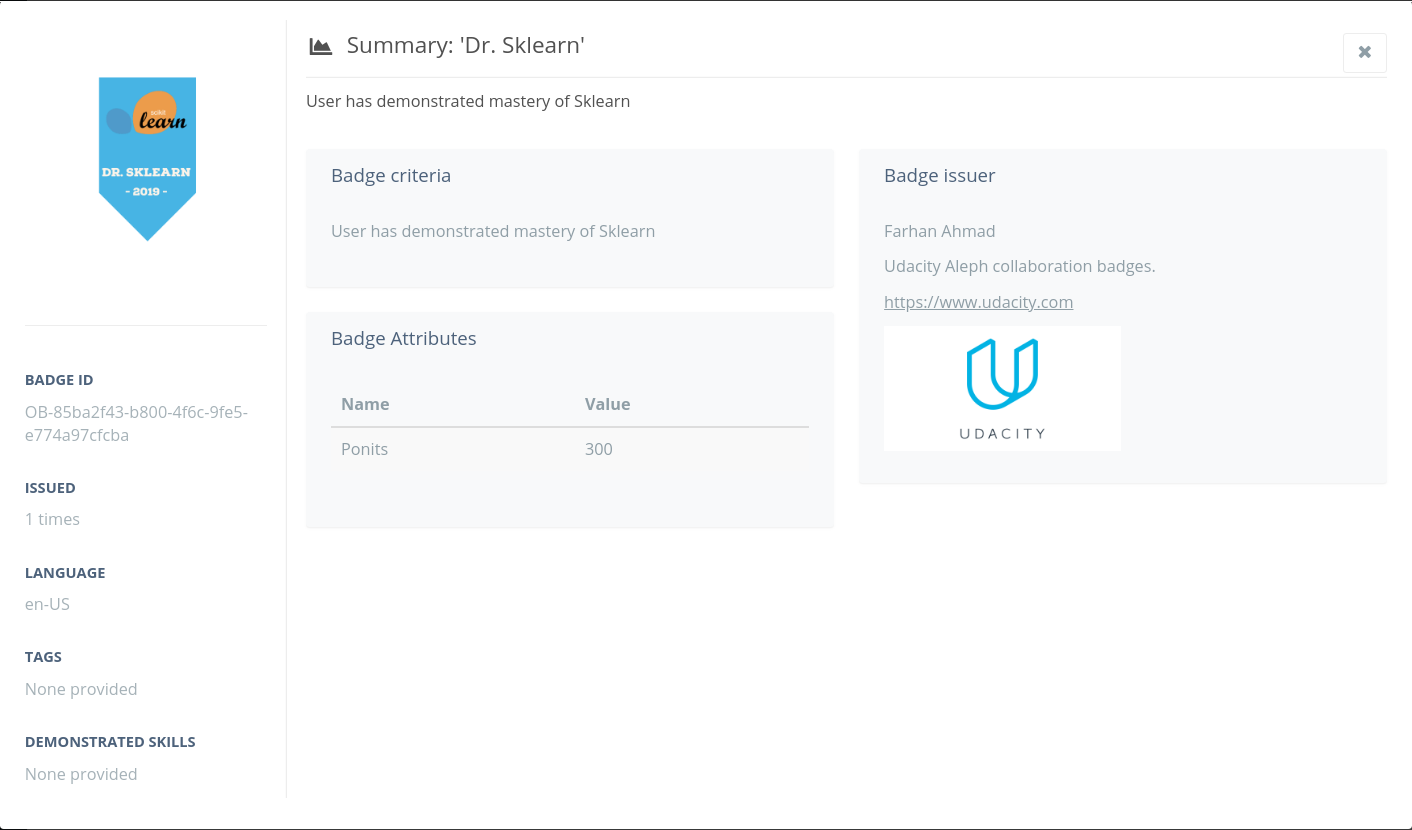 learn
DR. SKLEARN
- 2019 -
BADGE ID
OB-85ba2f43-b800-4f6c-9fe5-
e774a97cfcba
ISSUED
1 times
LANGUAGE
en-US
TAGS
None provided
DEMONSTRATED SKILLS
None provided
Summary: 'Dr. Sklearn'
User has demonstrated mastery of Sklearn
Badge criteria
User has demonstrated mastery of Sklearn
Badge Attributes
Name Value
Ponits 300
Badge issuer
Farhan Ahmad
Udacity Aleph collaboration badges.
https://www.udacity.com
UDACITY